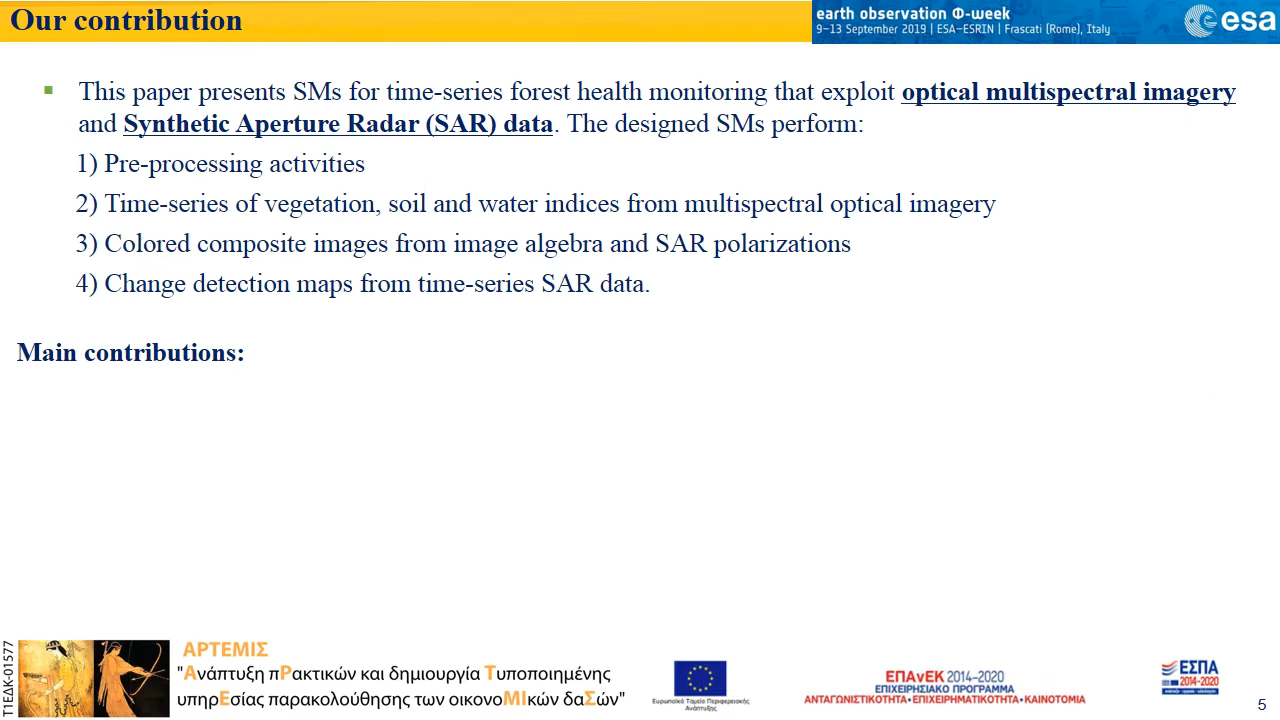 Our contribution
earth observation Φ-week
9–13 September 2019 | ESA–ESRIN | Frascati (Rome), Italy
esa
This paper presents SMs for time-series forest health monitoring that exploit optical multispectral imagery
and Synthetic Aperture Radar (SAR) data. The designed SMs perform:
1) Pre-processing activities
2) Time-series of vegetation, soil and water indices from multispectral optical imagery
3) Colored composite images from image algebra and SAR polarizations
4) Change detection maps from time-series SAR data.
Main contributions:
Τ1ΕΔΚ-01577
ΑΡΤΕΜΙΣ
"Ανάπτυξη πΡακτικών και δημιουργία Τυποποιημένης
υπηρΕσίας παρακολούθησης των οικονοΜΙκών δαΣών"
Ευρωπαϊκό Ταμείο Περιφερειακής
Ανάπτυξης
ΕΠΑνΕΚ 2014–2020
ΕΠΙΧΕΙΡΗΣΙΑΚΟ ΠΡΟΓΡΑΜΜΑ
ΑΝΤΑΓΩΝΙΣΤΙΚΟΤΗΤΑ•ΕΠΙΧΕΙΡΗΜΑΤΙΚΟΤΗΤΑ•ΚΑΙΝΟΤΟΜΙΑ
ΕΣΠΑ
2014-2020
5